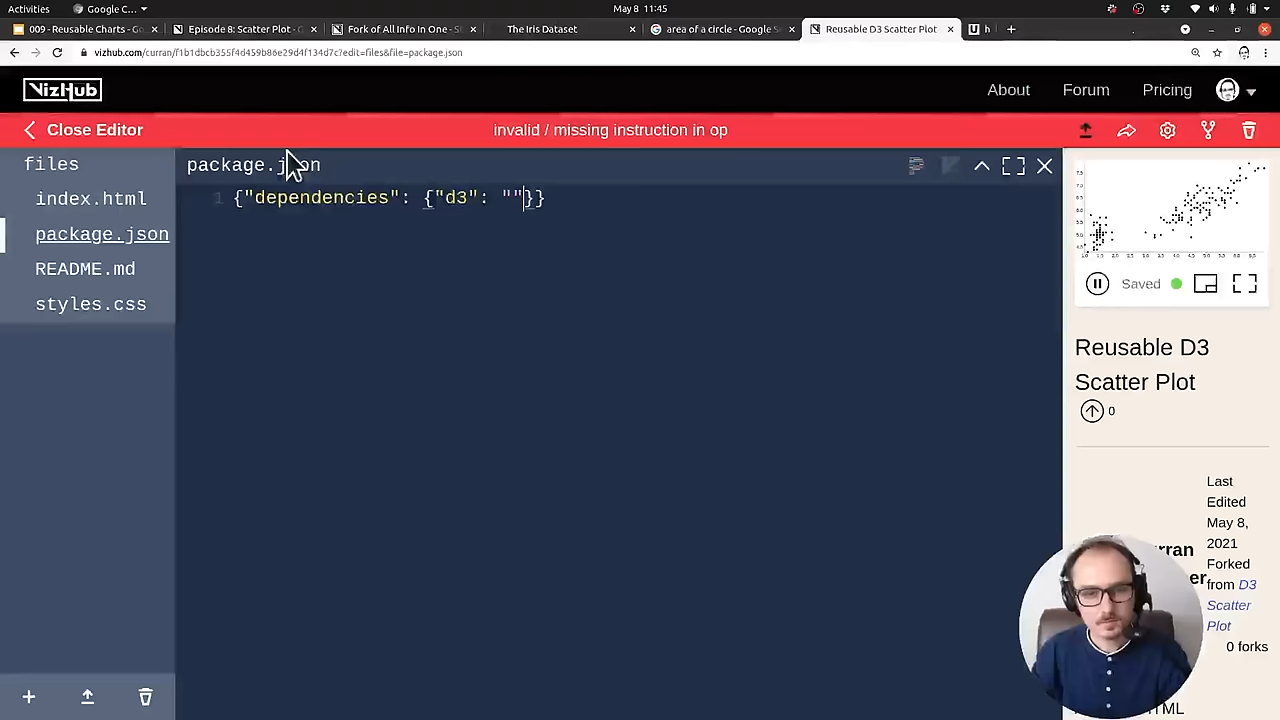 Activities
Google C...
May 8 11:45
009 - Reusable Charts - Go
Episode 8: Scatter Plot -
Fork of All Info In One - S
The Iris Dataset
area of a circle - Google S
Reusable D3 Scatter Plot
h
vizhub.com/curran/f1b1dbcb355f4d459b86e29d4f134d7c?edit=files&file=package.json
VizHub
About
Forum
Pricing
Close Editor
invalid / missing instruction in op
files
index.html
package.json
README.md
styles.css
package.json
1 {"dependencies": {"d3": ""}}
Saved
Reusable D3
Scatter Plot
0
Last
Edited
May 8,
2021
Forked
from D3
Scatter
Plot
0 forks